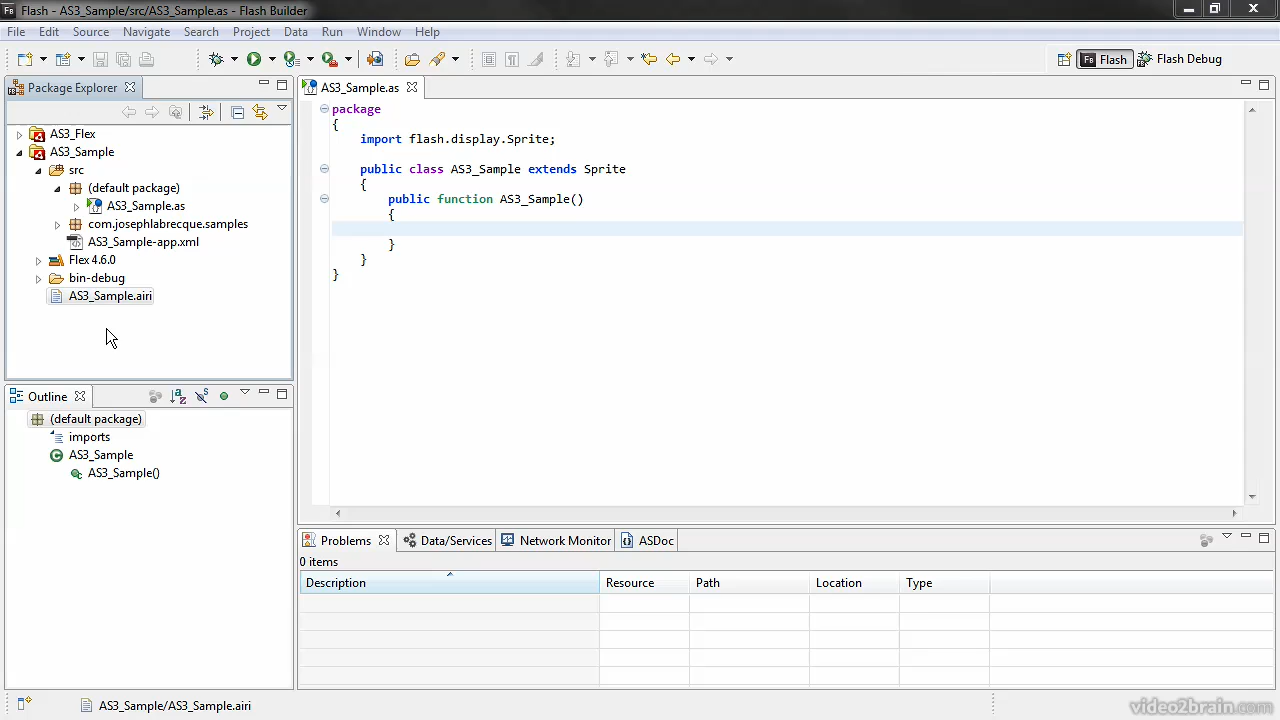 Fb Flash - AS3_Sample/src/AS3_Sample.as - Flash Builder
File Edit Source Search Navigate Project Data Run Window Help
Fb Flash Flash Debug
Package Explorer
AS3_Flex
AS3_Sample
src
(default package)
AS3_Sample.as
com.josephlabrecque.samples
AS3_Sample-app.xml
Flex 4.6.0
bin-debug
AS3_Sample.airi
AS3_Sample.as
package
{
import flash.display.Sprite;
public class AS3_Sample extends Sprite
{
public function AS3_Sample()
{
}
}
}
Outline
(default package)
imports
AS3_Sample
AS3_Sample()
Problems Data/Services Network Monitor ASDoc
0 items
Description Resource Path Location Type
AS3_Sample/AS3_Sample.airi
video2brain.com